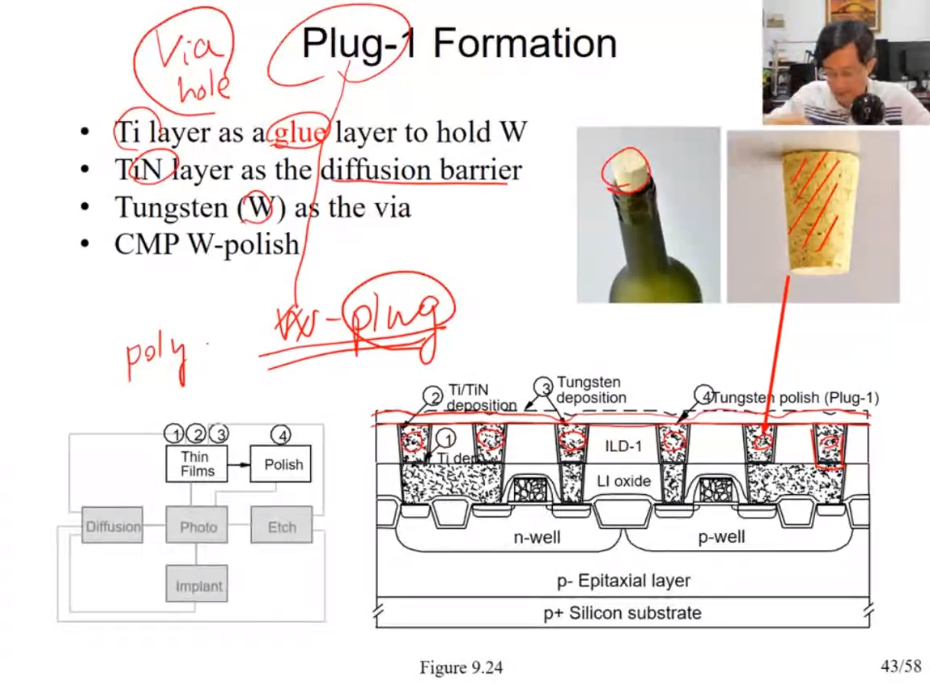 Via
hole
Plug-1 Formation
• Ti layer as a glue layer to hold W
• TiN layer as the diffusion barrier
• Tungsten (W) as the via
• CMP W-polish
plug
poly
2 Ti/TiN
deposition
3 Tungsten
deposition
4 Tungsten polish (Plug-1)
1
Ti dep
ILD-1
LI oxide
n-well
p-well
p- Epitaxial layer
p+ Silicon substrate
1 2 3
4
Thin
Films
Polish
Diffusion
Photo
Etch
Implant
Figure 9.24
43/58